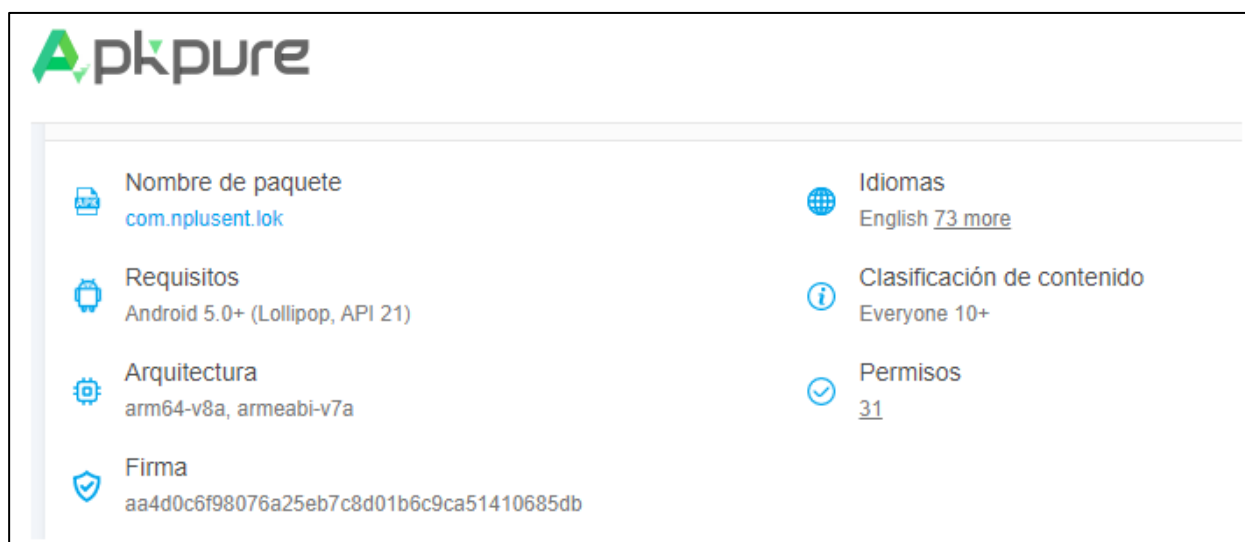 Apkpure
Nombre de paquete
com.nplusent.lok
Idiomas
English 73 more
Requisitos
Android 5.0+ (Lollipop, API 21)
Clasificación de contenido
Everyone 10+
Arquitectura
arm64-v8a, armeabi-v7a
Permisos
31
Firma
aa4d0c6f98076a25eb7c8d01b6c9ca51410685db